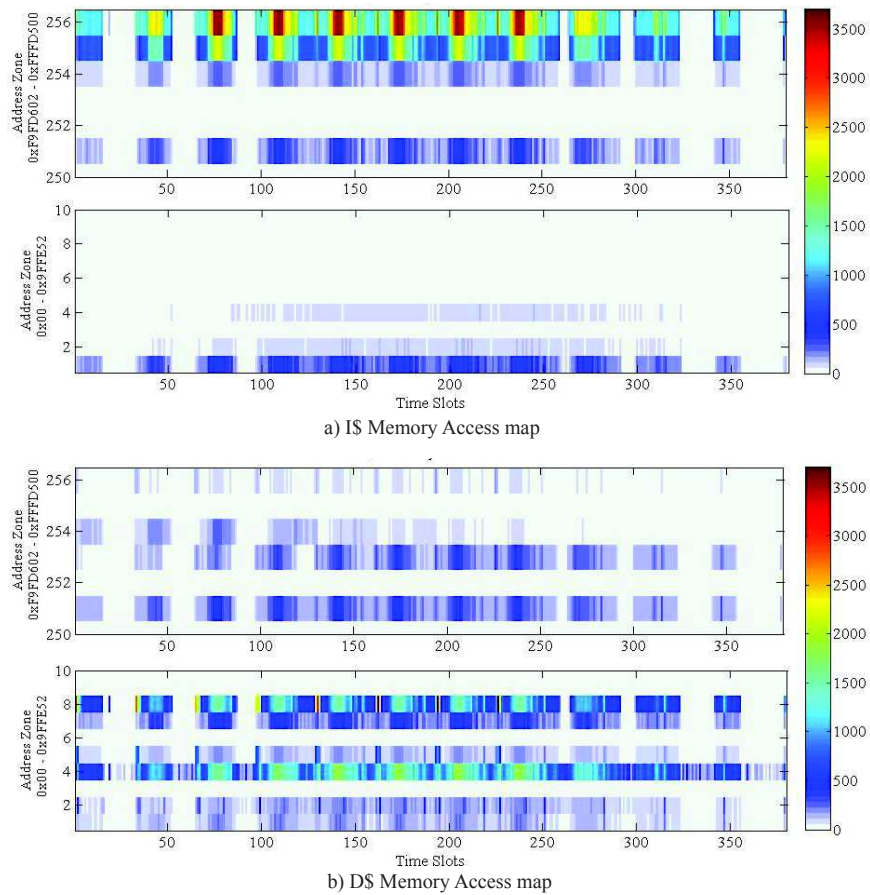 256
254
252
250
Address Zone
0xF9FD602 - 0xFFFD500
50 100 150 200 250 300 350
10
8
6
4
2
Address Zone
0x00 - 0x9FFE52
50 100 150 200 250 300 350
Time Slots
3500
3000
2500
2000
1500
1000
500
0
a) I$ Memory Access map
256
254
252
250
Address Zone
0xF9FD602 - 0xFFFD500
50 100 150 200 250 300 350
10
8
6
4
2
Address Zone
0x00 - 0x9FFE52
50 100 150 200 250 300 350
Time Slots
3500
3000
2500
2000
1500
1000
500
0
b) D$ Memory Access map